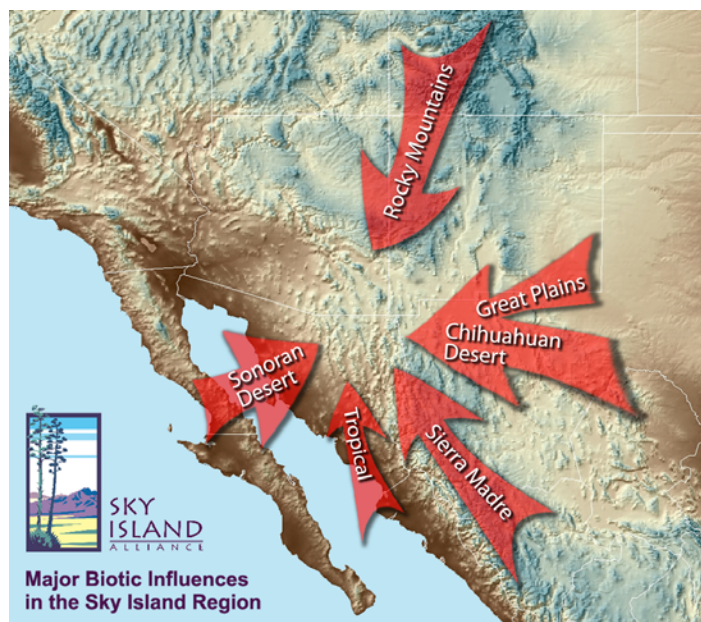 Rocky Mountains
Great Plains
Chihuahuan
Desert
Sonoran
Desert
Tropical
Sierra Madre
SKY
ISLAND
ALLIANCE
Major Biotic Influences
in the Sky Island Region